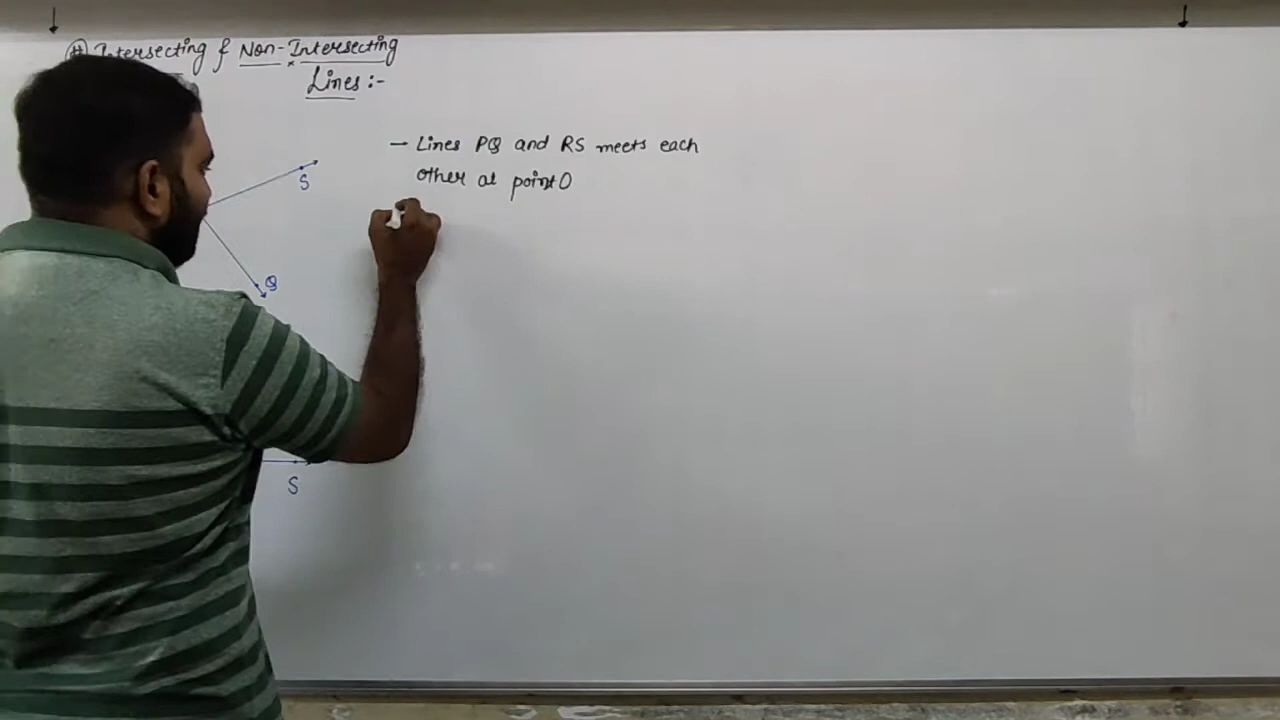 Intersecting & Non-Intersecting
Lines :-
S
— Lines PQ and RS meets each
other at point O
Q
S